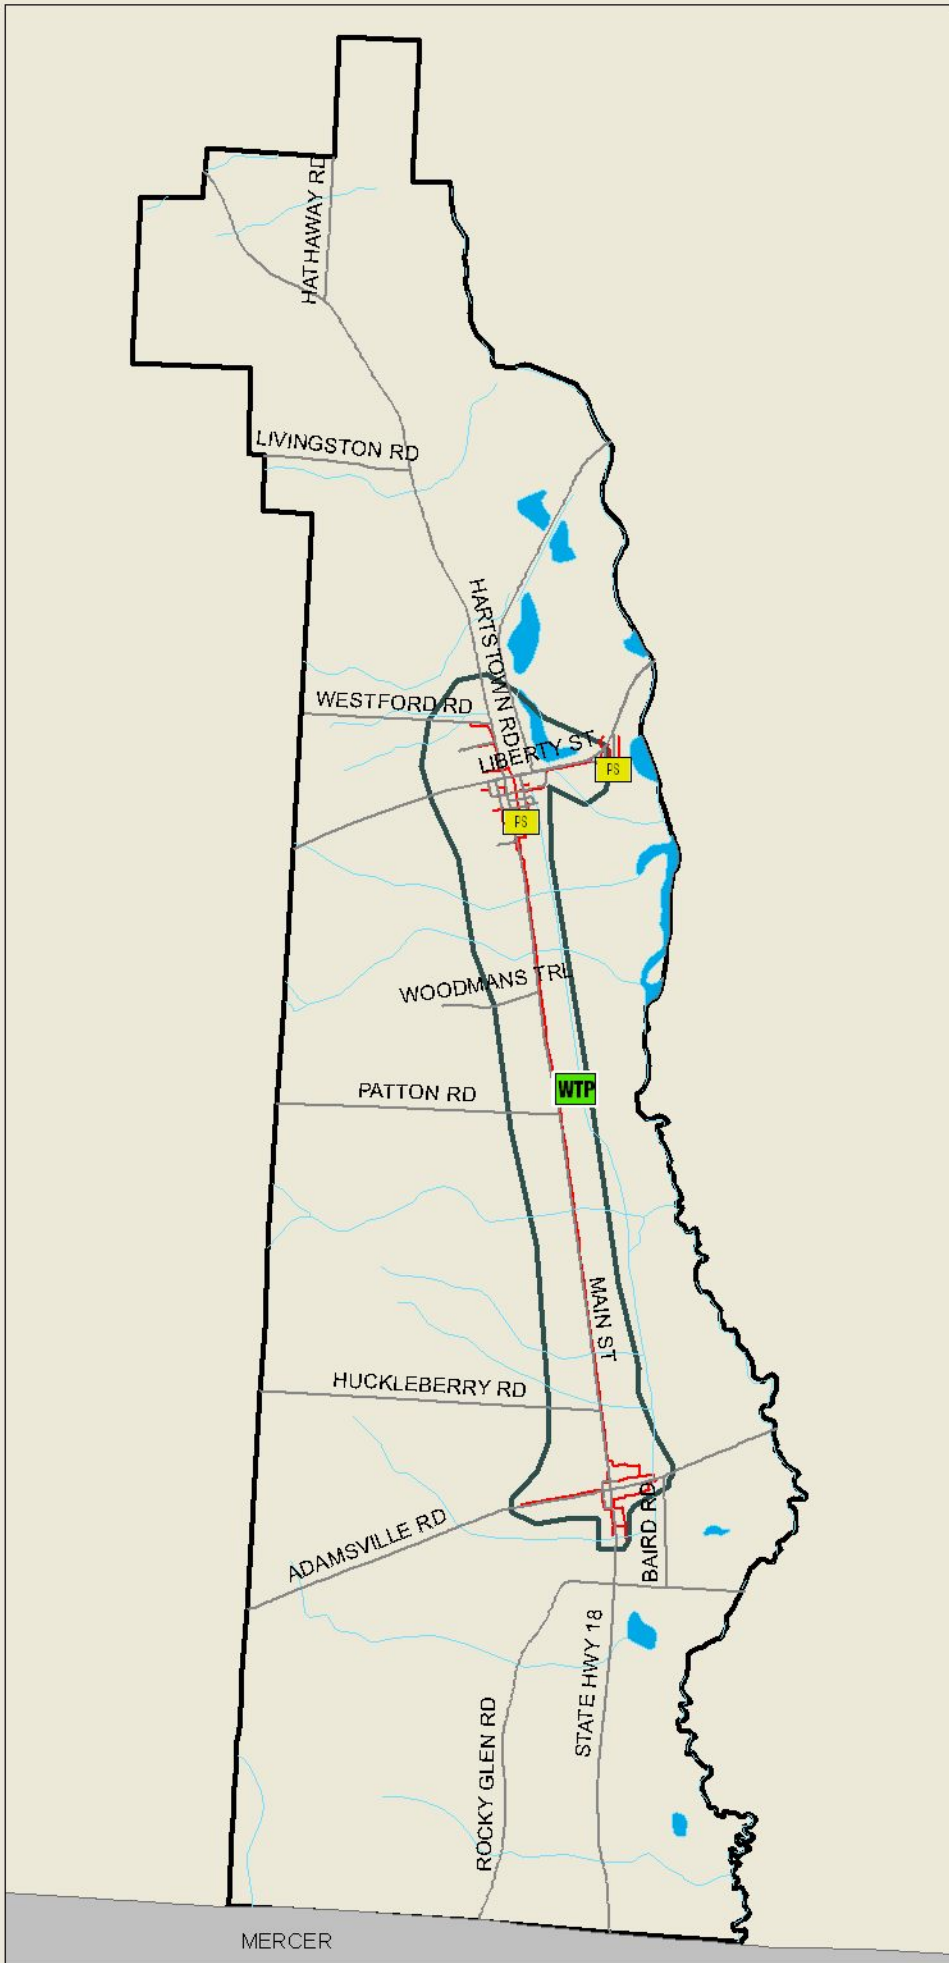 HATHAWAY RD
LIVINGSTON RD
HARTSTOWN RD
WESTFORD RD
LIBERTY ST
PS
PS
WOODMANS TRL
WTP
PATTON RD
MAIN ST
HUCKLEBERRY RD
ADAMSVILLE RD
BAIRD RD
STATE HWY 18
ROCKY GLEN RD
MERCER